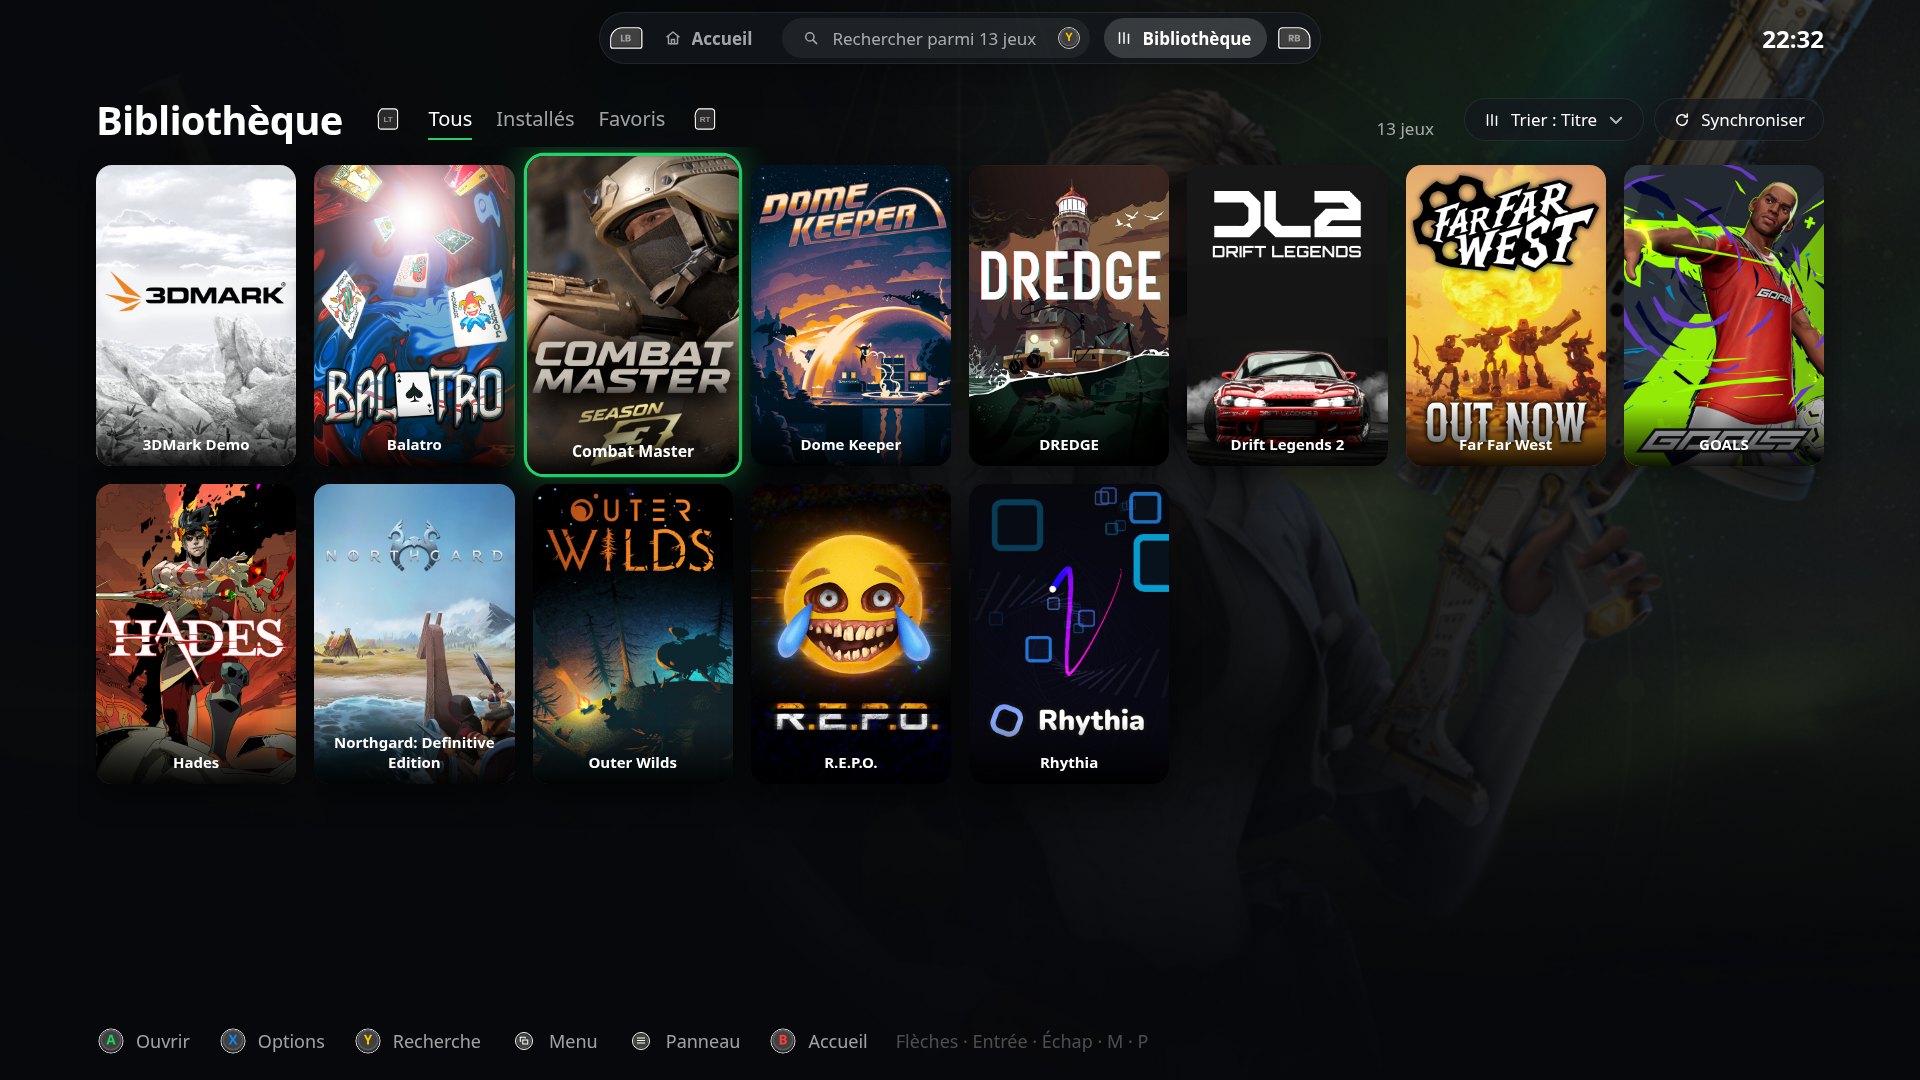 LB Accueil Rechercher parmi 13 jeux Y Bibliothèque RB
22:32
Bibliothèque LT Tous Installés Favoris RT
13 jeux Trier : Titre Synchroniser
3DMARK
3DMark Demo
BALATRO
Balatro
COMBAT
MASTER
SEASON
Combat Master
DOME
KEEPER
Dome Keeper
DREDGE
DREDGE
DL2
DRIFT LEGENDS
Drift Legends 2
FAR FAR
WEST
OUT NOW
Far Far West
GOALS
GOALS
GOALS
HADES
Hades
NORTHGARD
Northgard: Definitive
Edition
OUTER
WILDS
Outer Wilds
R.E.P.O.
R.E.P.O.
Rhythia
Rhythia
A Ouvrir X Options Y Recherche Menu Panneau B Accueil Flèches · Entrée · Échap · M · P